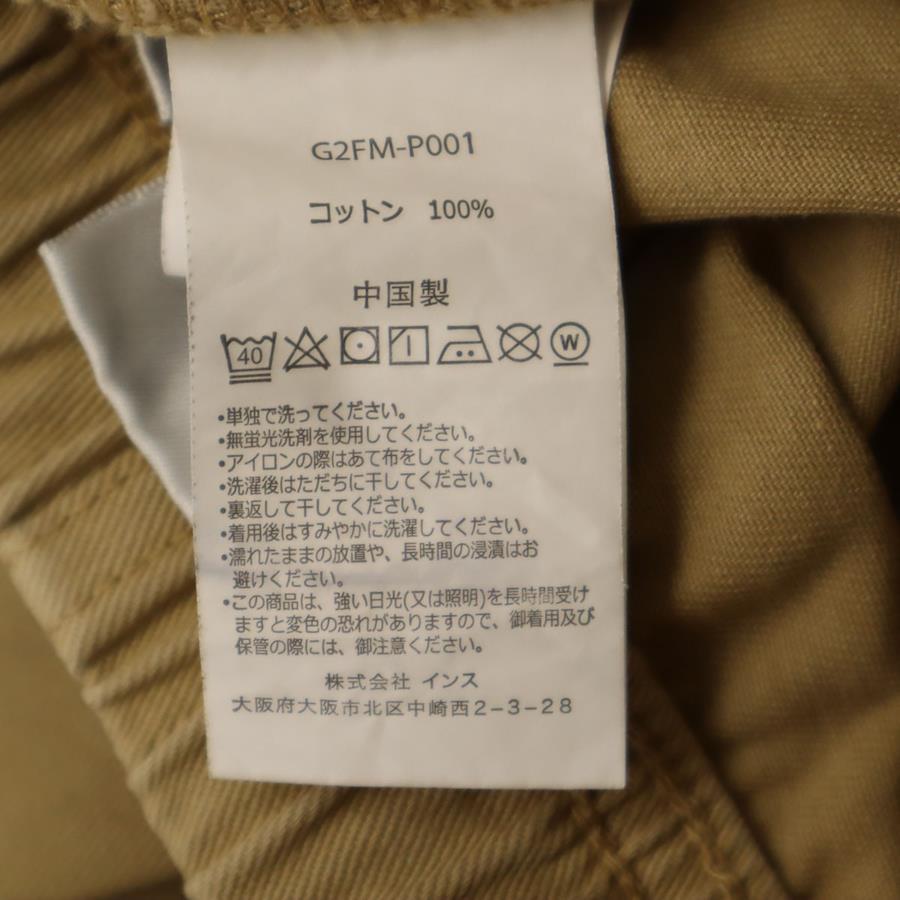 G2FM-P001
コットン 100%
中国製
40 W
•単独で洗ってください。
•無蛍光洗剤を使用してください。
•アイロンの際はあて布をしてください。
•洗濯後はただちに干してください。
•裏返して干してください。
•着用後はすみやかに洗濯してください。
•濡れたままの放置や、長時間の浸漬はお
避けください。
•この商品は、強い日光(又は照明)を長時間受け
ますと変色の恐れがありますので、御着用及び
保管の際には、御注意ください。
株式会社 インス
大阪府大阪市北区中崎西2-3-28